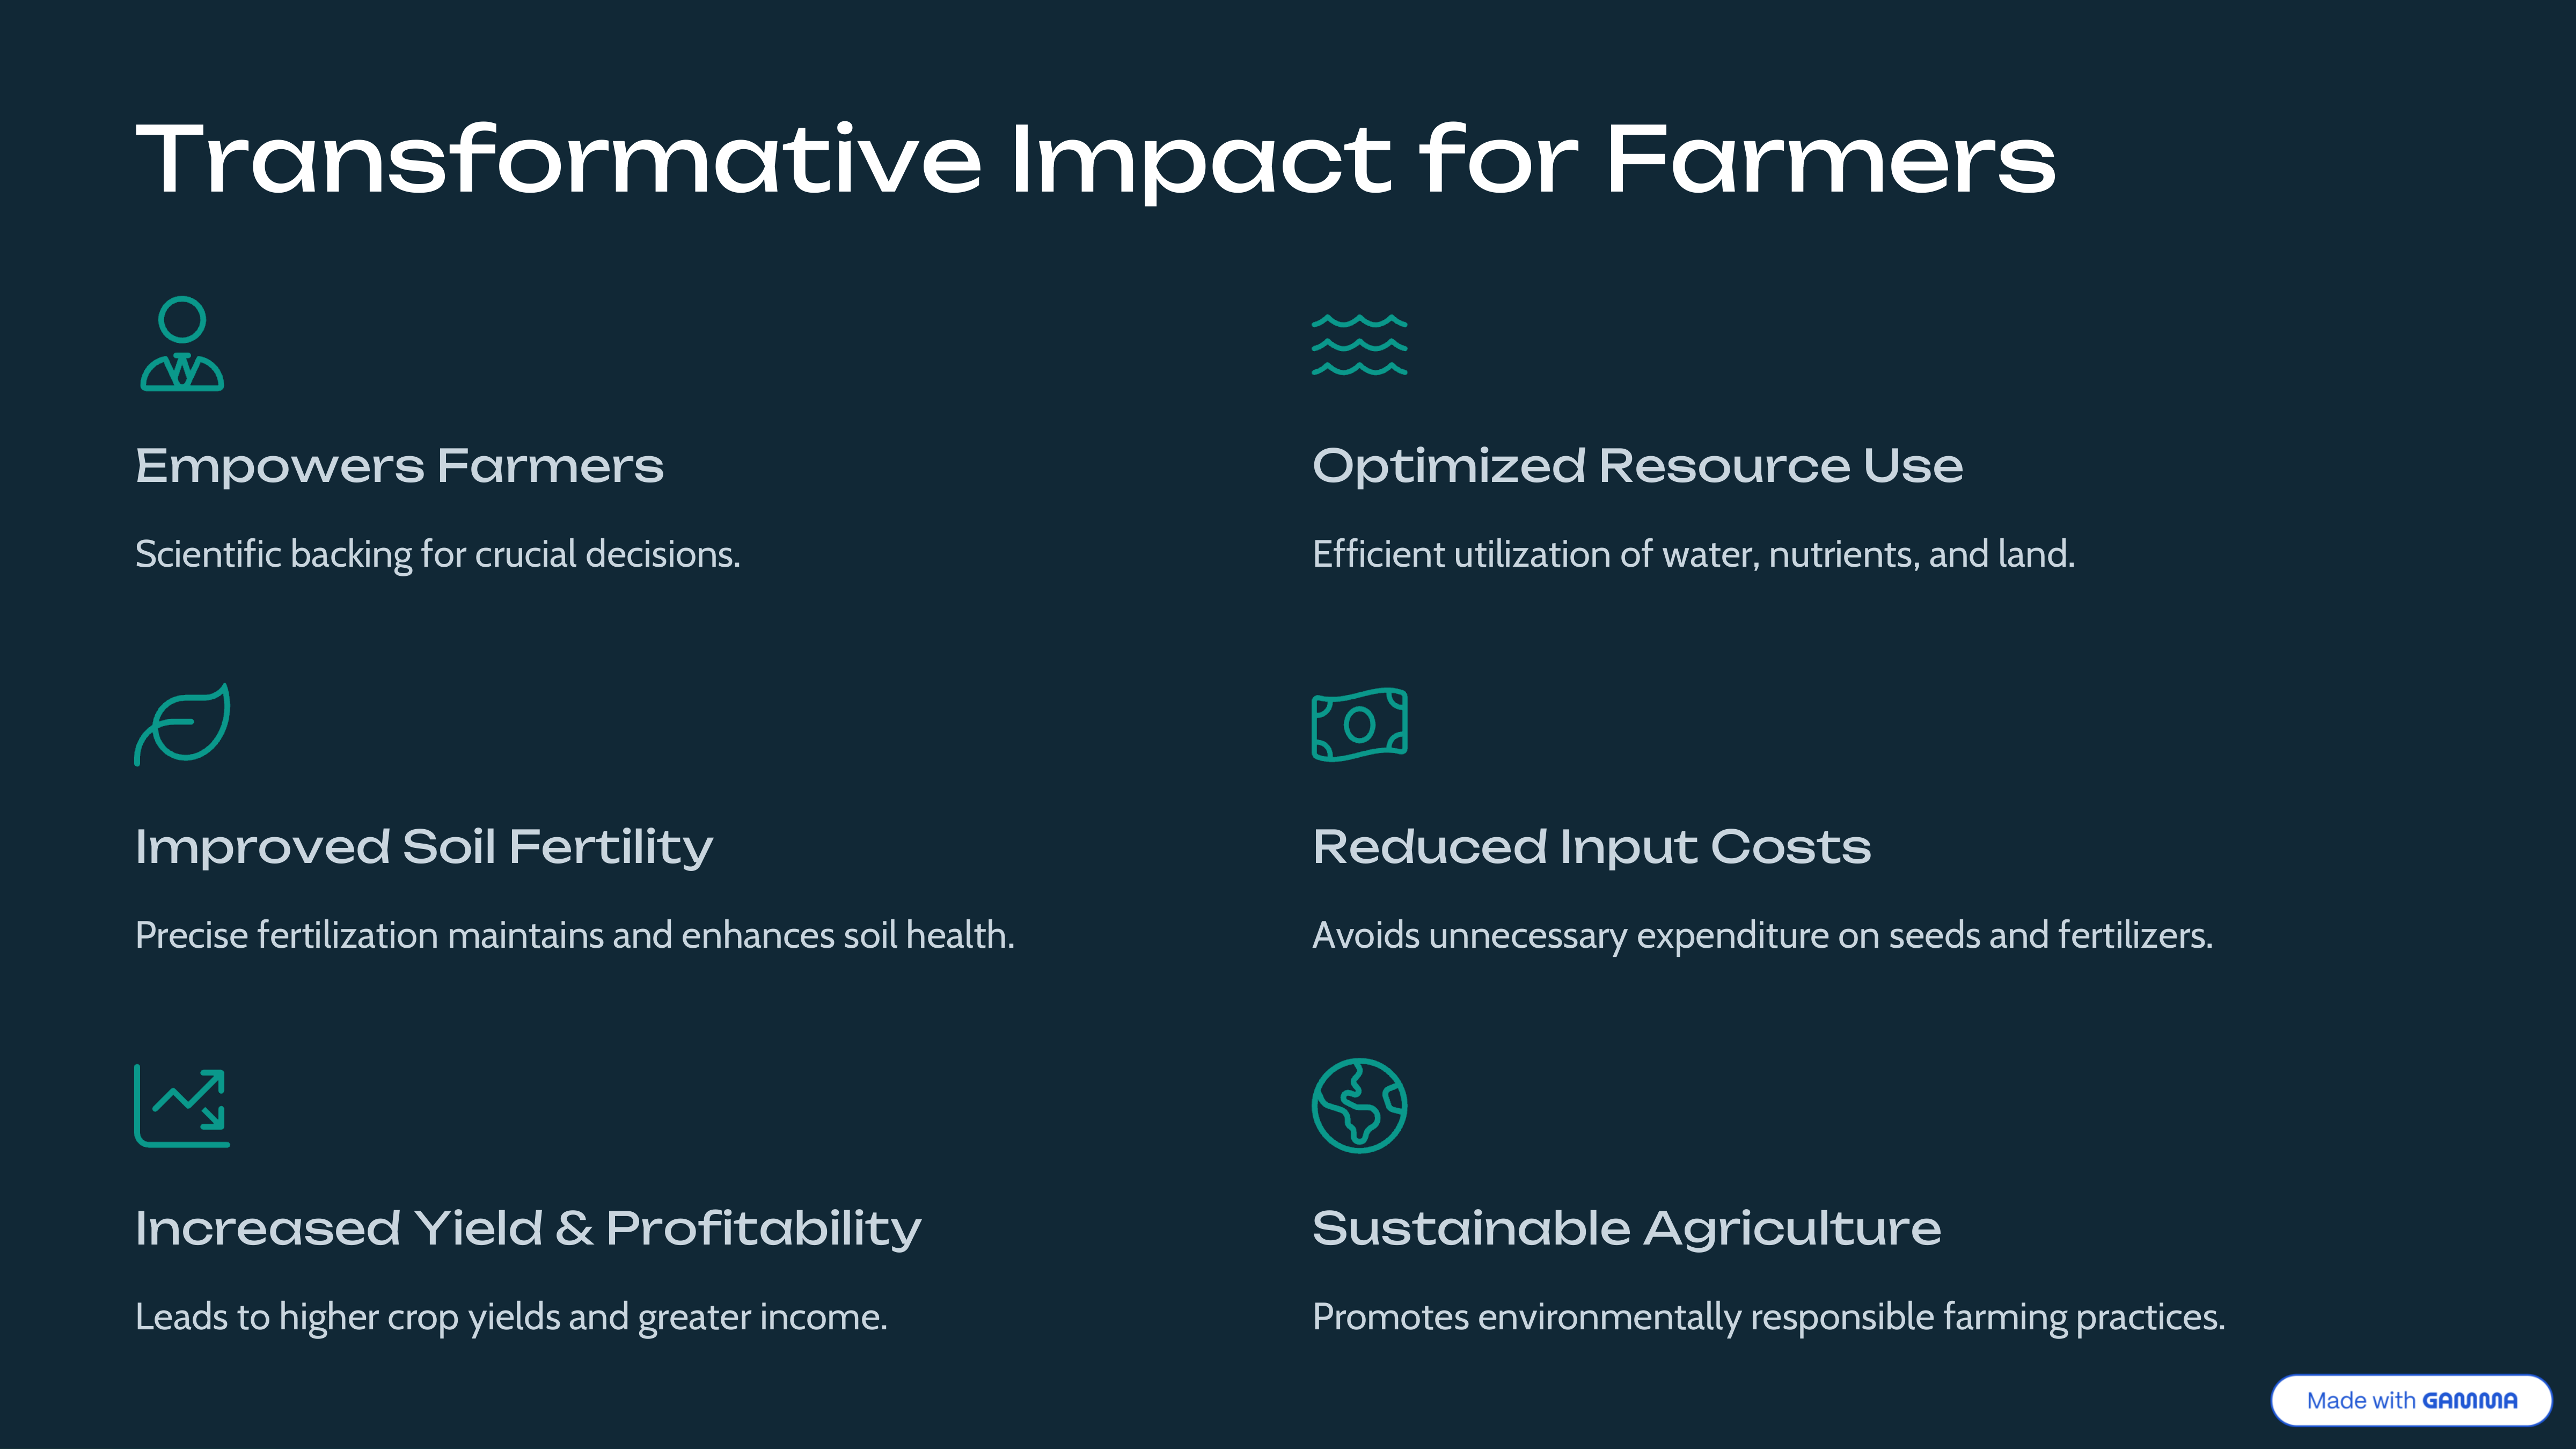 Transformative Impact for Farmers
Empowers Farmers
Scientific backing for crucial decisions.
Optimized Resource Use
Efficient utilization of water, nutrients, and land.
Improved Soil Fertility
Precise fertilization maintains and enhances soil health.
Reduced Input Costs
Avoids unnecessary expenditure on seeds and fertilizers.
Increased Yield & Profitability
Leads to higher crop yields and greater income.
Sustainable Agriculture
Promotes environmentally responsible farming practices.
Made with GAMMA